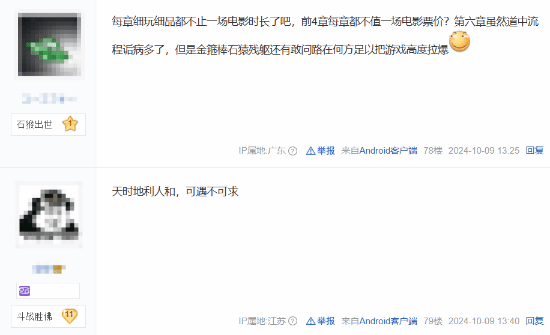 每章细玩细品都不止一场电影时长了吧，前4章每章都不值一场电影票价？第六章虽然道中流
程诟病多了，但是金箍棒石猿残躯还有敢问路在何方足以把游戏高度拉爆
石猴出世 1
IP属地:广东 举报 来自Android客户端 78楼 2024-10-09 13:25 回复
天时地利人和，可遇不可求
斗战胜佛 11
IP属地:江苏 举报 来自Android客户端 79楼 2024-10-09 13:40 回复